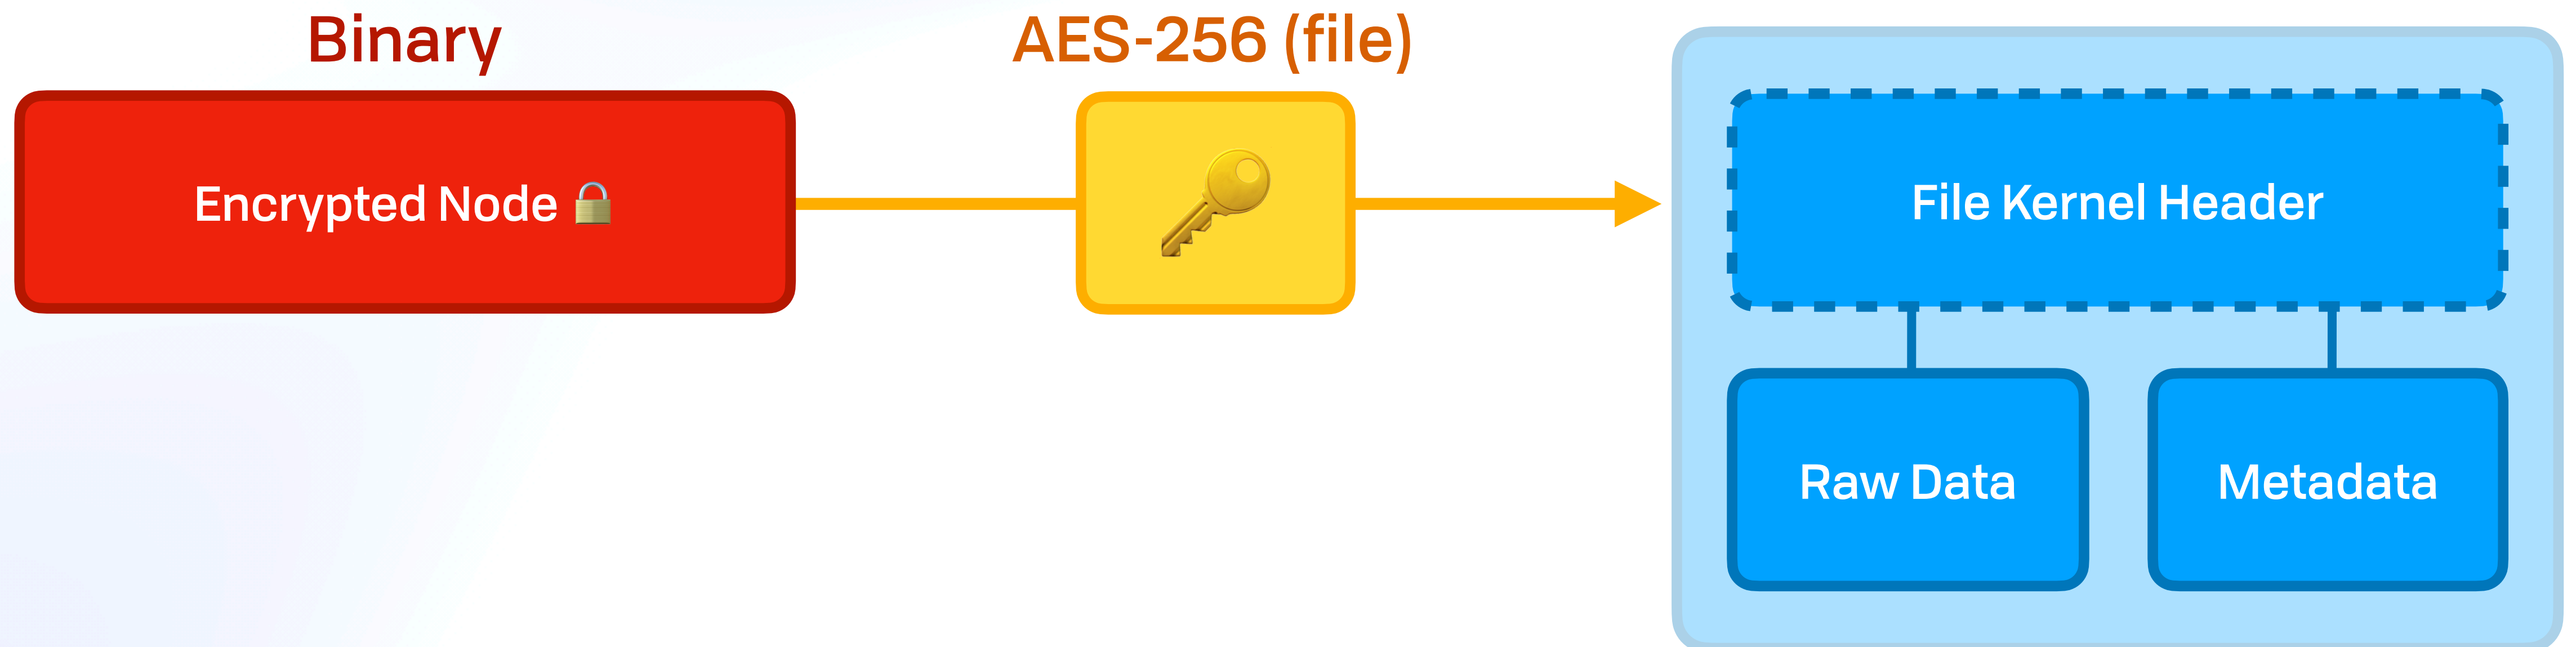 Binary
AES-256 (file)
Encrypted Node 🔒
File Kernel Header
Raw Data
Metadata